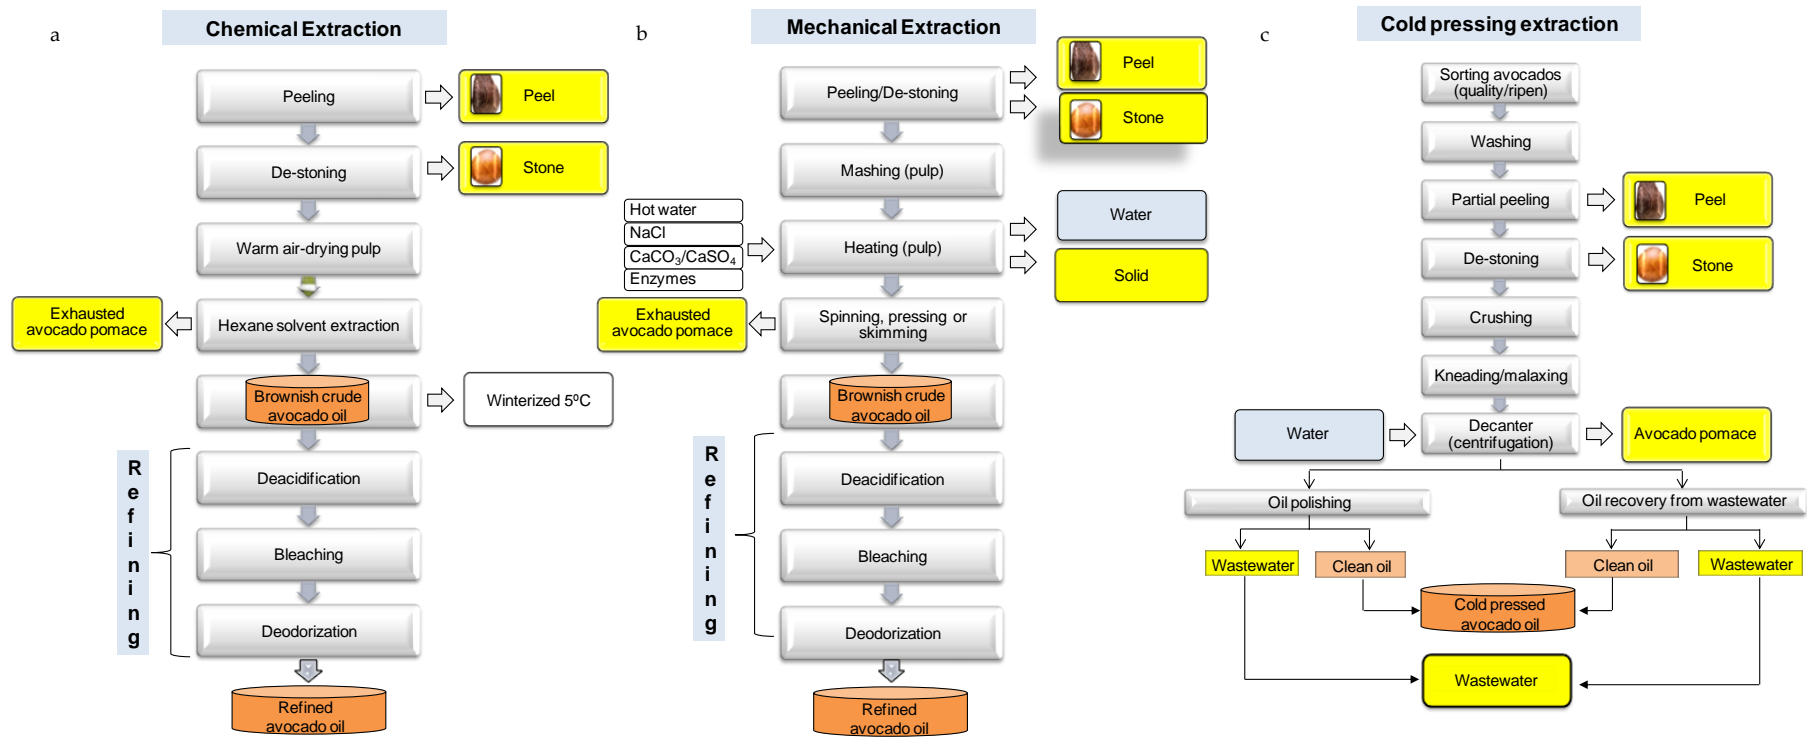 a
Chemical Extraction
Peeling
Peel
De-stoning
Stone
Warm air-drying pulp
Exhausted
avocado pomace
Hexane solvent extraction
Brownish crude
avocado oil
Winterized 5ºC
Refining
Deacidification
Bleaching
Deodorization
Refined
avocado oil
b
Mechanical Extraction
Peeling/De-stoning
Peel
Stone
Mashing (pulp)
Hot water
NaCl
CaCO₃/CaSO₄
Enzymes
Heating (pulp)
Water
Solid
Exhausted
avocado pomace
Spinning, pressing or
skimming
Brownish crude
avocado oil
Refining
Deacidification
Bleaching
Deodorization
Refined
avocado oil
c
Cold pressing extraction
Sorting avocados
(quality/ripen)
Washing
Partial peeling
Peel
De-stoning
Stone
Crushing
Kneading/malaxing
Water
Decanter
(centrifugation)
Avocado pomace
Oil polishing
Oil recovery from wastewater
Wastewater
Clean oil
Clean oil
Wastewater
Cold pressed
avocado oil
Wastewater